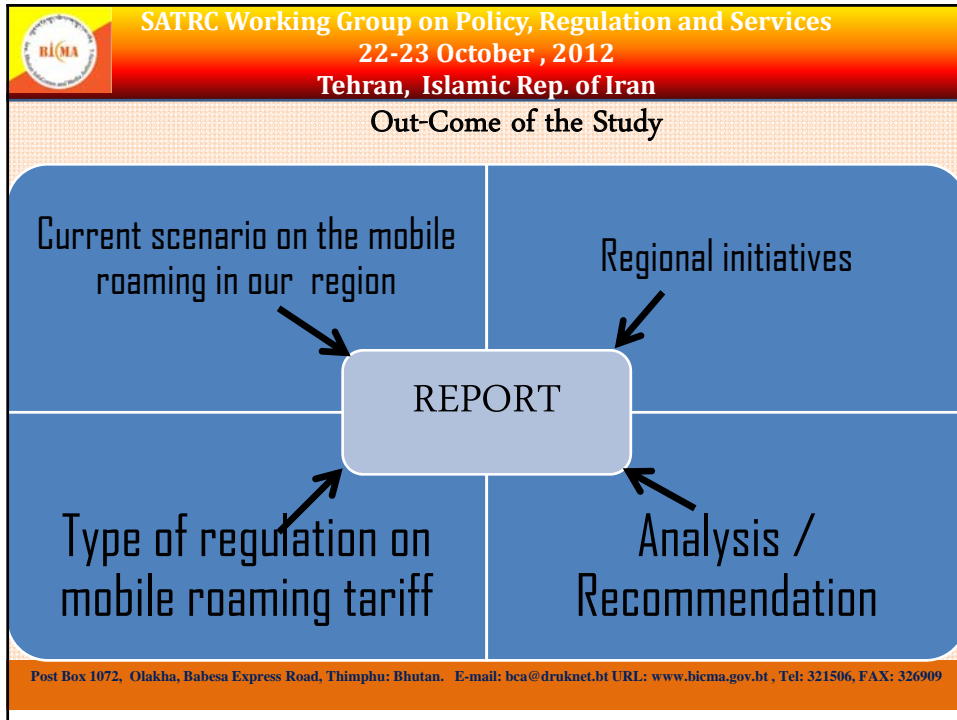 BICMA
SATRC Working Group on Policy, Regulation and Services
22-23 October , 2012
Tehran, Islamic Rep. of Iran
Out-Come of the Study
Current scenario on the mobile
roaming in our region
Regional initiatives
REPORT
Type of regulation on
mobile roaming tariff
Analysis /
Recommendation
Post Box 1072, Olakha, Babesa Express Road, Thimphu: Bhutan. E-mail: bca@druknet.bt URL: www.bicma.gov.bt , Tel: 321506, FAX: 326909